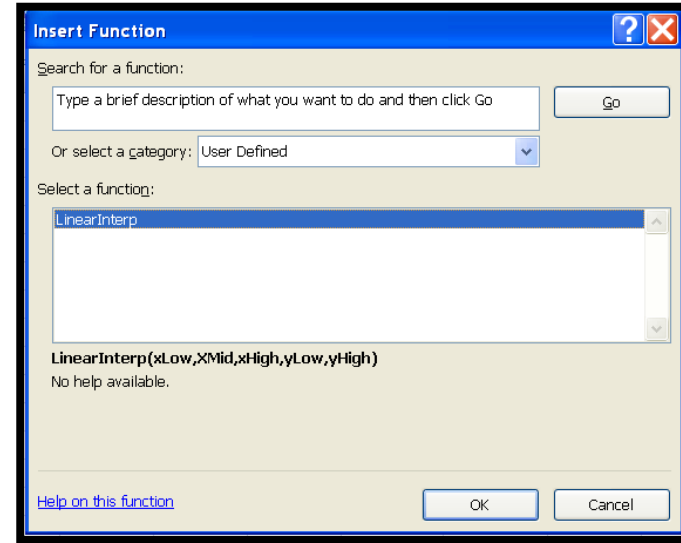 Insert Function
Search for a function:
Type a brief description of what you want to do and then click Go
Go
Or select a category: User Defined
Select a function:
LinearInterp
LinearInterp(xLow,XMid,xHigh,yLow,yHigh)
No help available.
Help on this function
OK
Cancel